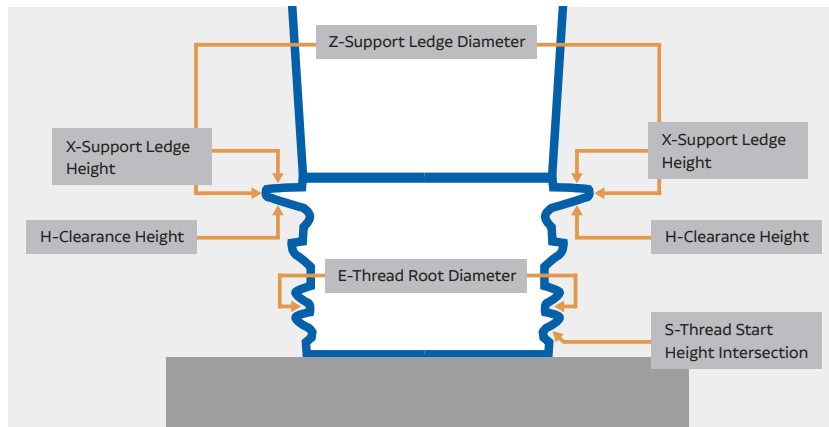 Z-Support Ledge Diameter
X-Support Ledge
Height
X-Support Ledge
Height
H-Clearance Height
H-Clearance Height
E-Thread Root Diameter
S-Thread Start
Height Intersection